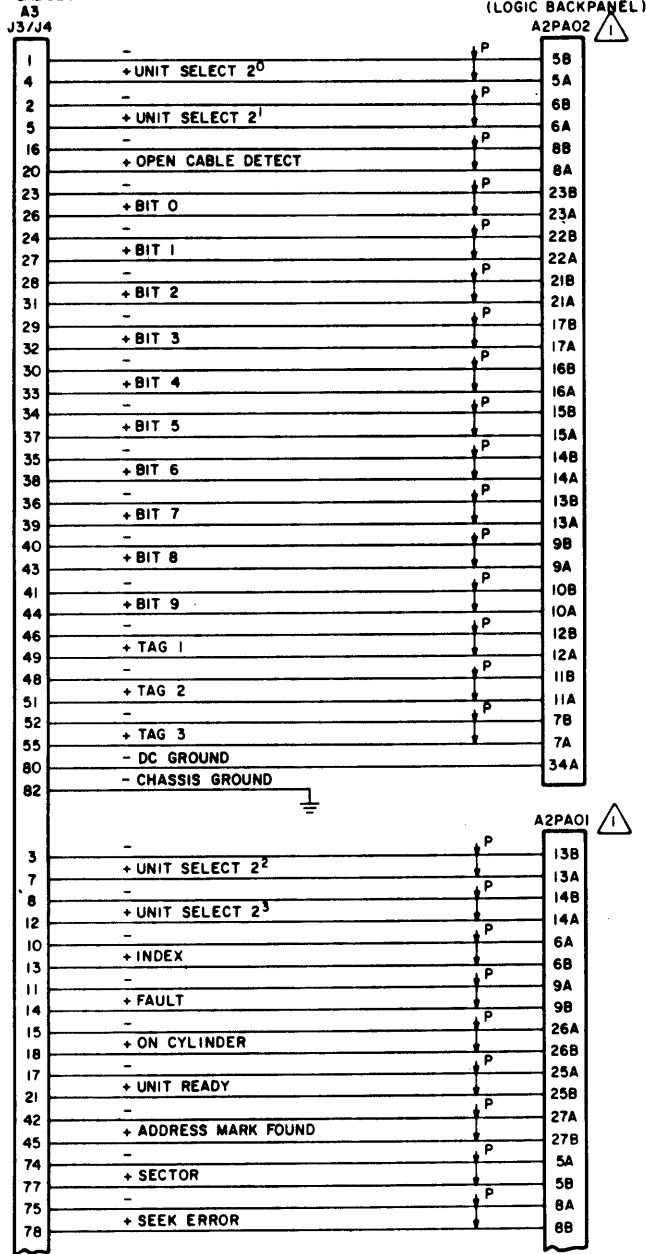 (LOGIC BACKPANEL)
A3
J3/J4
A2PA02
1
1 - P 5B
4 + UNIT SELECT 2⁰ 5A
2 - P 6B
5 + UNIT SELECT 2¹ 6A
16 - P 8B
20 + OPEN CABLE DETECT 8A
23 - P 23B
26 + BIT 0 23A
24 - P 22B
27 + BIT 1 22A
28 - P 21B
31 + BIT 2 21A
29 - P 17B
32 + BIT 3 17A
30 - P 16B
33 + BIT 4 16A
34 - P 15B
37 + BIT 5 15A
35 - P 14B
38 + BIT 6 14A
36 - P 13B
39 + BIT 7 13A
40 - P 9B
43 + BIT 8 9A
41 - P 10B
44 + BIT 9 10A
46 - P 12B
49 + TAG 1 12A
48 - P 11B
51 + TAG 2 11A
52 - P 7B
55 + TAG 3 7A
80 - DC GROUND 34A
82 - CHASSIS GROUND
A2PA01
1
3 - P 13B
7 + UNIT SELECT 2² 13A
8 - P 14B
12 + UNIT SELECT 2³ 14A
10 - P 6A
13 + INDEX 6B
11 - P 9A
14 + FAULT 9B
15 - P 26A
18 + ON CYLINDER 26B
17 - P 25A
21 + UNIT READY 25B
42 - P 27A
45 + ADDRESS MARK FOUND 27B
74 - P 5A
77 + SECTOR 5B
75 - P 8A
78 + SEEK ERROR 8B